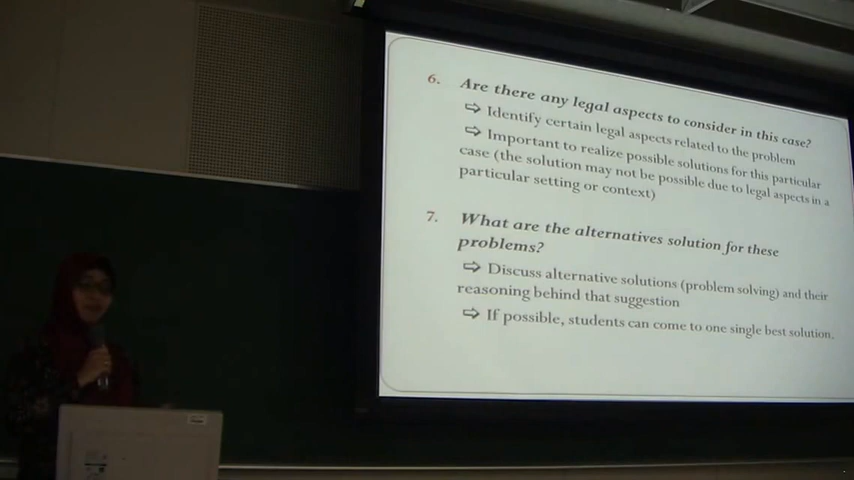 6. Are there any legal aspects to consider in this case?
⇨ Identify certain legal aspects related to the problem
⇨ Important to realize possible solutions for this particular
case (the solution may not be possible due to legal aspects in a
particular setting or context)
7. What are the alternatives solution for these
problems?
⇨ Discuss alternative solutions (problem solving) and their
reasoning behind that suggestion
⇨ If possible, students can come to one single best solution.